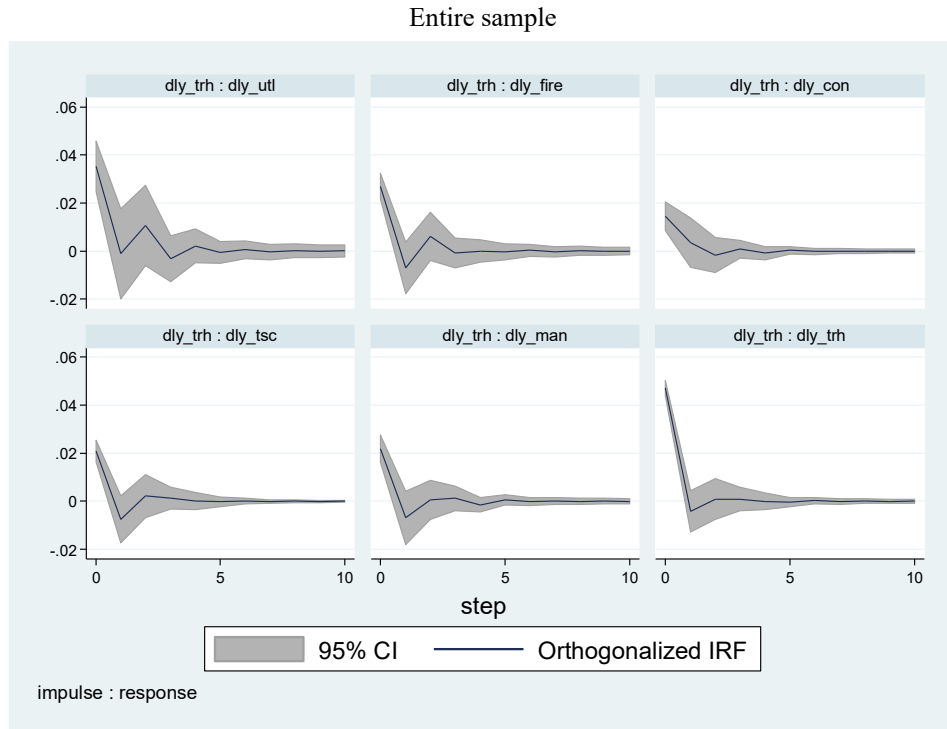 Entire sample
dly_trh : dly_utl
dly_trh : dly_fire
dly_trh : dly_con
.06
.04
.02
0
-.02
dly_trh : dly_tsc
dly_trh : dly_man
dly_trh : dly_trh
.06
.04
.02
0
-.02
0 5 10
0 5 10
0 5 10
step
95% CI
Orthogonalized IRF
impulse : response